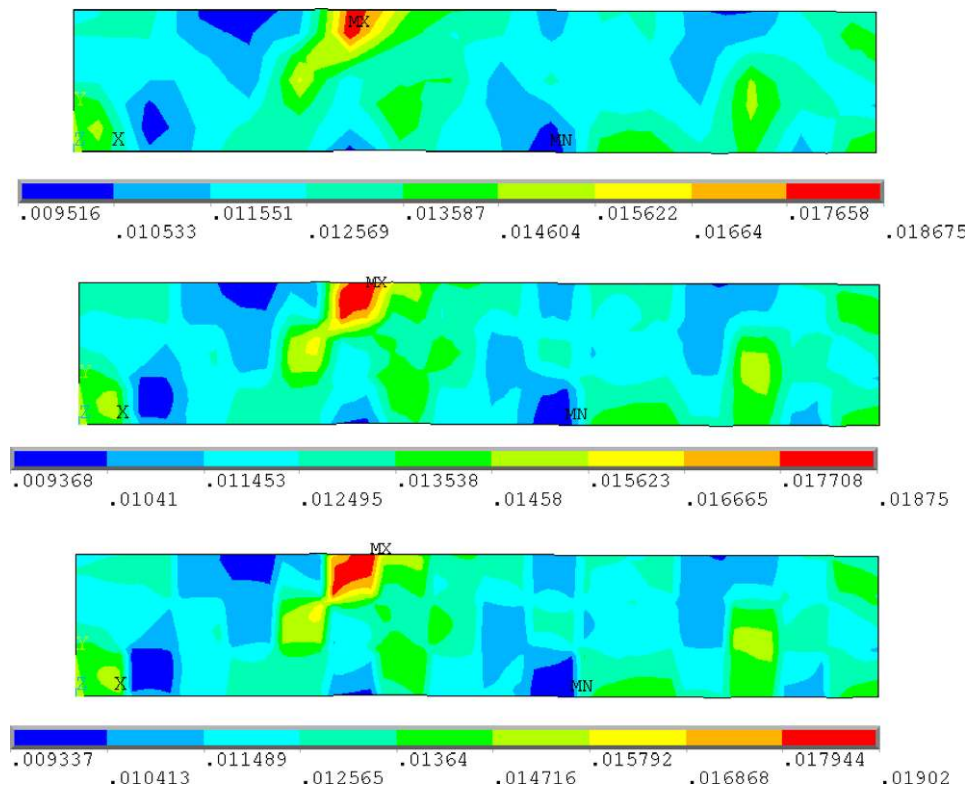 MX
Y
Z X MN
.009516 .011551 .013587 .015622 .017658
.010533 .012569 .014604 .01664 .018675
MX
Y
Z X MN
.009368 .011453 .013538 .015623 .017708
.01041 .012495 .01458 .016665 .01875
MX
Y
Z X MN
.009337 .011489 .01364 .015792 .017944
.010413 .012565 .014716 .016868 .01902